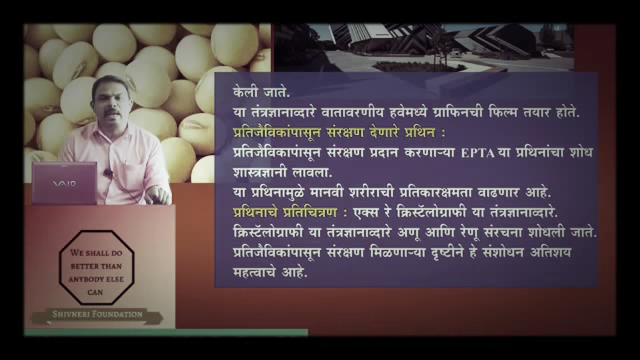 केली जाते.
या तंत्रज्ञानाव्दारे वातावरणीय हवेमध्ये ग्राफिनची फिल्म तयार होते.
प्रतिजैविकांपासून संरक्षण देणारे प्रथिन :
प्रतिजैविकापांसून संरक्षण प्रदान करणाऱ्या EPTA या प्रथिनांचा शोध
शास्त्रज्ञानी लावला.
या प्रथिनामुळे मानवी शरीराची प्रतिकारक्षमता वाढणार आहे.
प्रथिनाचे प्रतिचित्रण : एक्स रे क्रिस्टॅलोग्राफी या तंत्रज्ञानाव्दारे.
क्रिस्टॅलोग्राफी या तंत्रज्ञानाव्दारे अणू आणि रेणू संरचना शोधली जाते.
प्रतिजैविकांपासून संरक्षण मिळणाऱ्या दृष्टीने हे संशोधन अतिशय
महत्वाचे आहे.
VAIO
WE SHALL DO
BETTER THAN
ANYBODY ELSE
CAN
SHIVNERI FOUNDATION